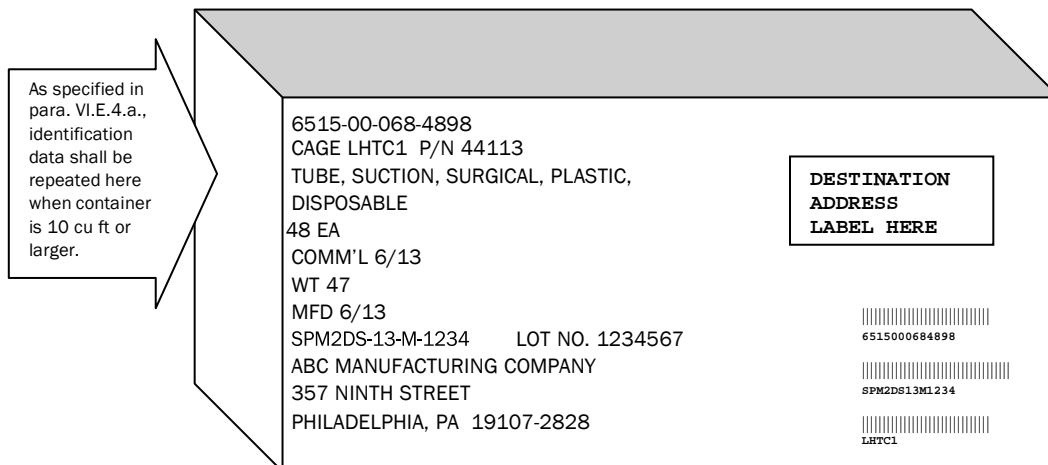 As specified in
para. VI.E.4.a.,
identification
data shall be
repeated here
when container
is 10 cu ft or
larger.
6515-00-068-4898
CAGE LHTC1 P/N 44113
TUBE, SUCTION, SURGICAL, PLASTIC,
DISPOSABLE
48 EA
COMM'L 6/13
WT 47
MFD 6/13
SPM2DS-13-M-1234 LOT NO. 1234567
ABC MANUFACTURING COMPANY
357 NINTH STREET
PHILADELPHIA, PA 19107-2828
DESTINATION
ADDRESS
LABEL HERE
6515000684898
SPM2DS13M1234
LHTC1